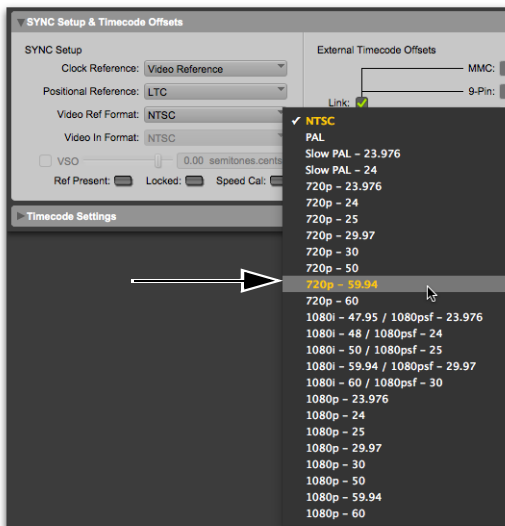 SYNC Setup & Timecode Offsets
SYNC Setup
External Timecode Offsets
Clock Reference: Video Reference
MMC:
Positional Reference: LTC
9-Pin:
Link:
Video Ref Format: NTSC
Video In Format: NTSC
VSO 0.00 semitones.cents
Ref Present: Locked: Speed Cal:
Timecode Settings
✓ NTSC
PAL
Slow PAL – 23.976
Slow PAL – 24
720p – 23.976
720p – 24
720p – 25
720p – 29.97
720p – 30
720p – 50
720p – 59.94
720p – 60
1080i – 47.95 / 1080psf – 23.976
1080i – 48 / 1080psf – 24
1080i – 50 / 1080psf – 25
1080i – 59.94 / 1080psf – 29.97
1080i – 60 / 1080psf – 30
1080p – 23.976
1080p – 24
1080p – 25
1080p – 29.97
1080p – 30
1080p – 50
1080p – 59.94
1080p – 60